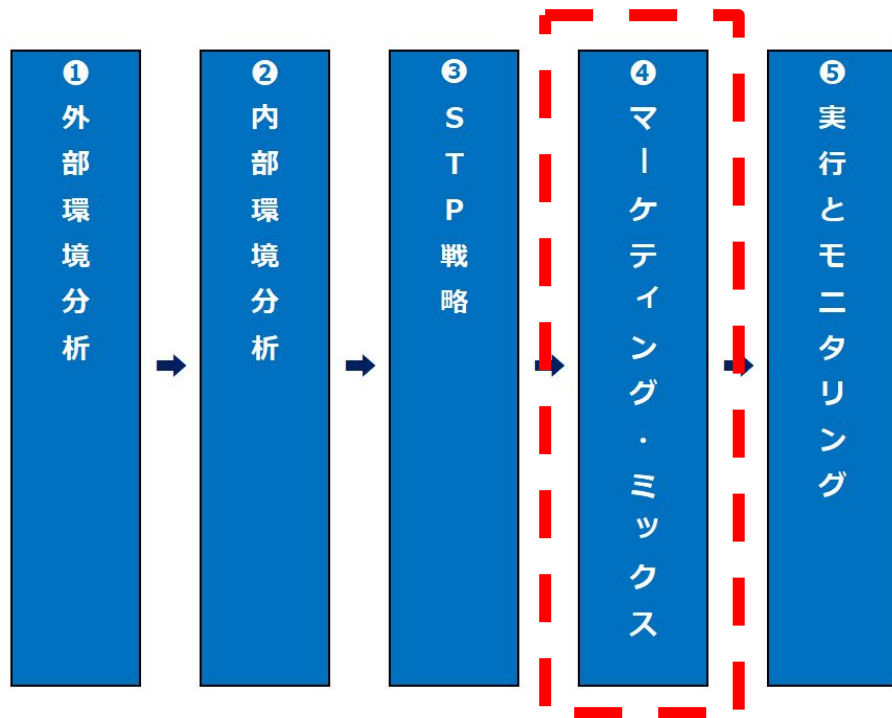 ❶外部環境分析
❷内部環境分析
❸STP戦略
❹マーケティング・ミックス
❺実行とモニタリング